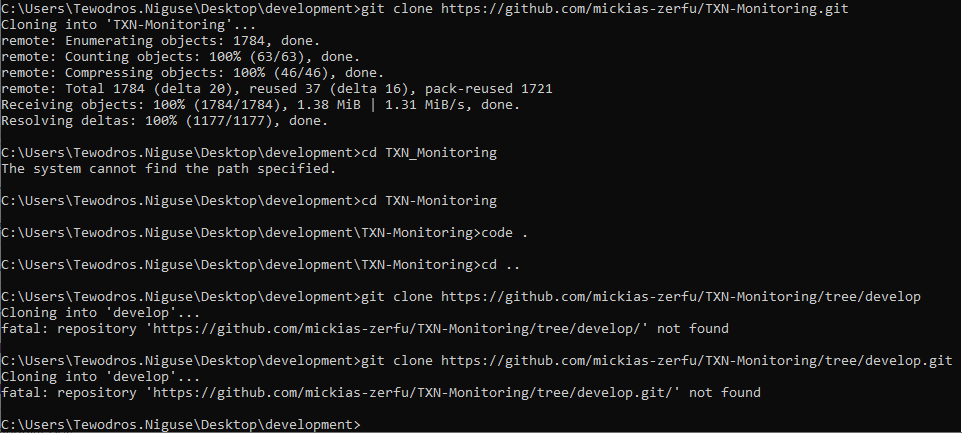 C:\Users\Tewodros.Niguse\Desktop\development>git clone https://github.com/mickias-zerfu/TXN-Monitoring.git
Cloning into 'TXN-Monitoring'...
remote: Enumerating objects: 1784, done.
remote: Counting objects: 100% (63/63), done.
remote: Compressing objects: 100% (46/46), done.
remote: Total 1784 (delta 20), reused 37 (delta 16), pack-reused 1721
Receiving objects: 100% (1784/1784), 1.38 MiB | 1.31 MiB/s, done.
Resolving deltas: 100% (1177/1177), done.
C:\Users\Tewodros.Niguse\Desktop\development>cd TXN_Monitoring
The system cannot find the path specified.
C:\Users\Tewodros.Niguse\Desktop\development>cd TXN-Monitoring
C:\Users\Tewodros.Niguse\Desktop\development\TXN-Monitoring>code .
C:\Users\Tewodros.Niguse\Desktop\development\TXN-Monitoring>cd ..
C:\Users\Tewodros.Niguse\Desktop\development>git clone https://github.com/mickias-zerfu/TXN-Monitoring/tree/develop
Cloning into 'develop'...
fatal: repository 'https://github.com/mickias-zerfu/TXN-Monitoring/tree/develop/' not found
C:\Users\Tewodros.Niguse\Desktop\development>git clone https://github.com/mickias-zerfu/TXN-Monitoring/tree/develop.git
Cloning into 'develop'...
fatal: repository 'https://github.com/mickias-zerfu/TXN-Monitoring/tree/develop.git/' not found
C:\Users\Tewodros.Niguse\Desktop\development>